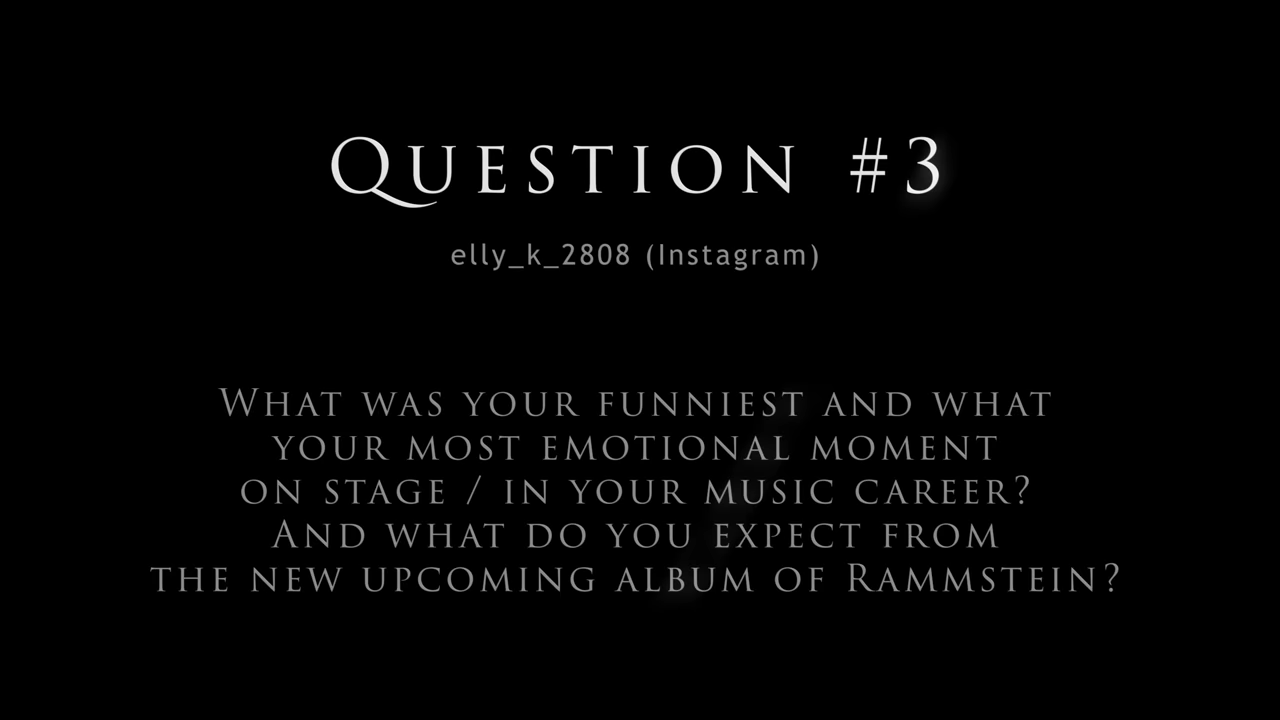 Question #3
elly_k_2808 (Instagram)
What was your funniest and what
your most emotional moment
on stage / in your music career?
And what do you expect from
the new upcoming album of Rammstein?